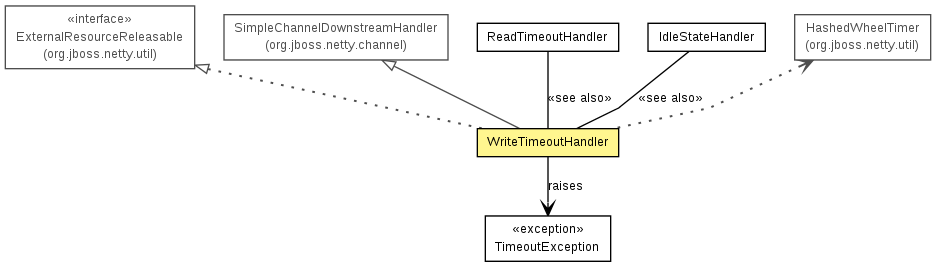 «interface»
ExternalResourceReleasable
(org.jboss.netty.util)
SimpleChannelDownstreamHandler
(org.jboss.netty.channel)
ReadTimeoutHandler
IdleStateHandler
HashedWheelTimer
(org.jboss.netty.util)
«see also»
«see also»
WriteTimeoutHandler
raises
«exception»
TimeoutException